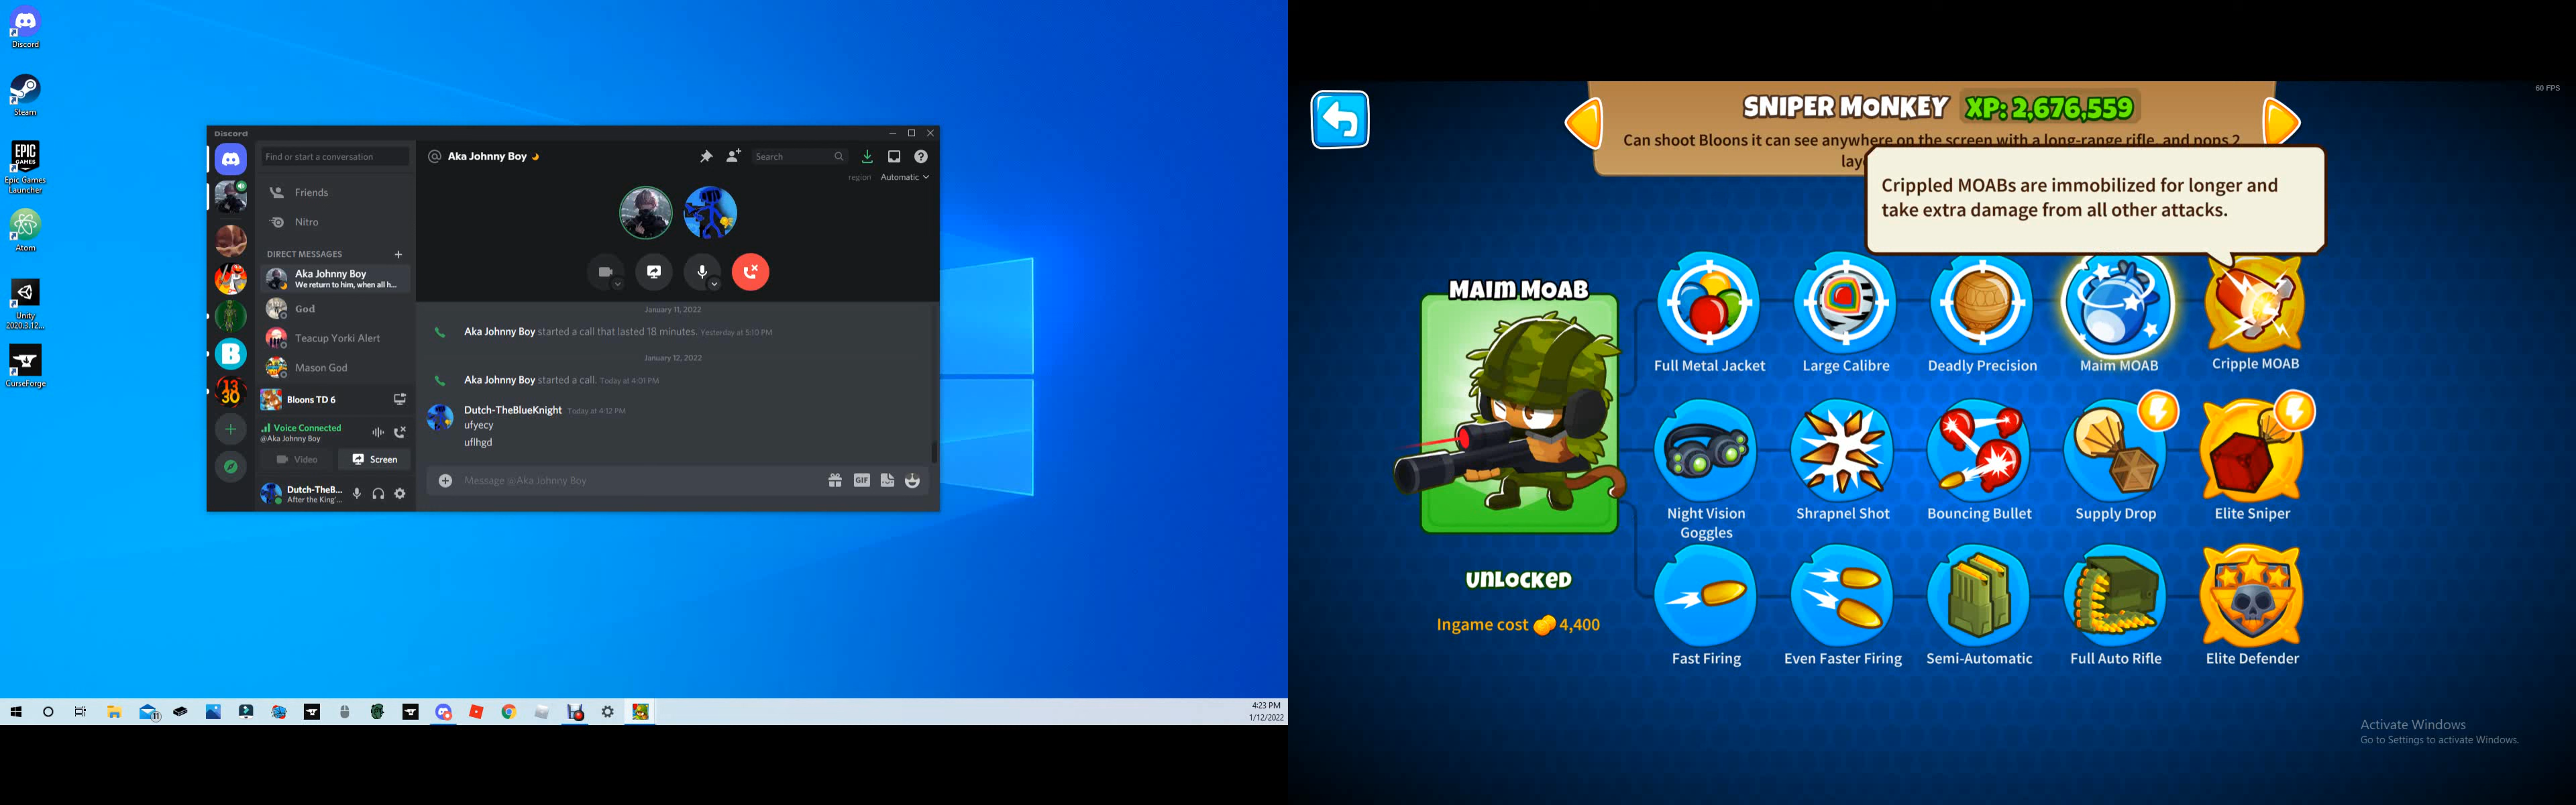 Discord
Steam
Epic Games
Launcher
Atom
Unity
2020.3.12...
CurseForge
Discord
Find or start a conversation
Friends
Nitro
DIRECT MESSAGES
Aka Johnny Boy
We return to him, when all h...
God
Teacup Yorki Alert
Mason God
Bloons TD 6
Voice Connected
@Aka Johnny Boy
Video
Screen
Dutch-TheB...
After the King'...
EPIC
GAMES
B
13
30
Aka Johnny Boy
Search
region Automatic
January 11, 2022
Aka Johnny Boy started a call that lasted 18 minutes. Yesterday at 5:10 PM
January 12, 2022
Aka Johnny Boy started a call. Today at 4:01 PM
Dutch-TheBlueKnight Today at 4:12 PM
ufyecy
uflhgd
Message @Aka Johnny Boy
GIF
11
4:23 PM
1/12/2022
SNIPER MONKEY XP: 2,676,559
60 FPS
Can shoot Bloons it can see anywhere on the screen with a long-range rifle, and pops 2
Crippled MOABs are immobilized for longer and
take extra damage from all other attacks.
MAIM MOAB
UNLOCKED
Ingame cost 4,400
Full Metal Jacket
Large Calibre
Deadly Precision
Maim MOAB
Cripple MOAB
Night Vision
Goggles
Shrapnel Shot
Bouncing Bullet
Supply Drop
Elite Sniper
Fast Firing
Even Faster Firing
Semi-Automatic
Full Auto Rifle
Elite Defender
Activate Windows
Go to Settings to activate Windows.